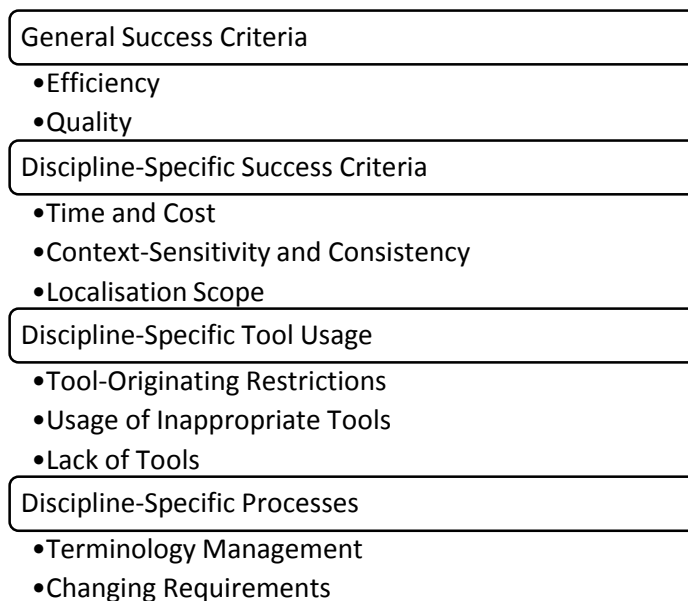 General Success Criteria
•Efficiency
•Quality
Discipline-Specific Success Criteria
•Time and Cost
•Context-Sensitivity and Consistency
•Localisation Scope
Discipline-Specific Tool Usage
•Tool-Originating Restrictions
•Usage of Inappropriate Tools
•Lack of Tools
Discipline-Specific Processes
•Terminology Management
•Changing Requirements